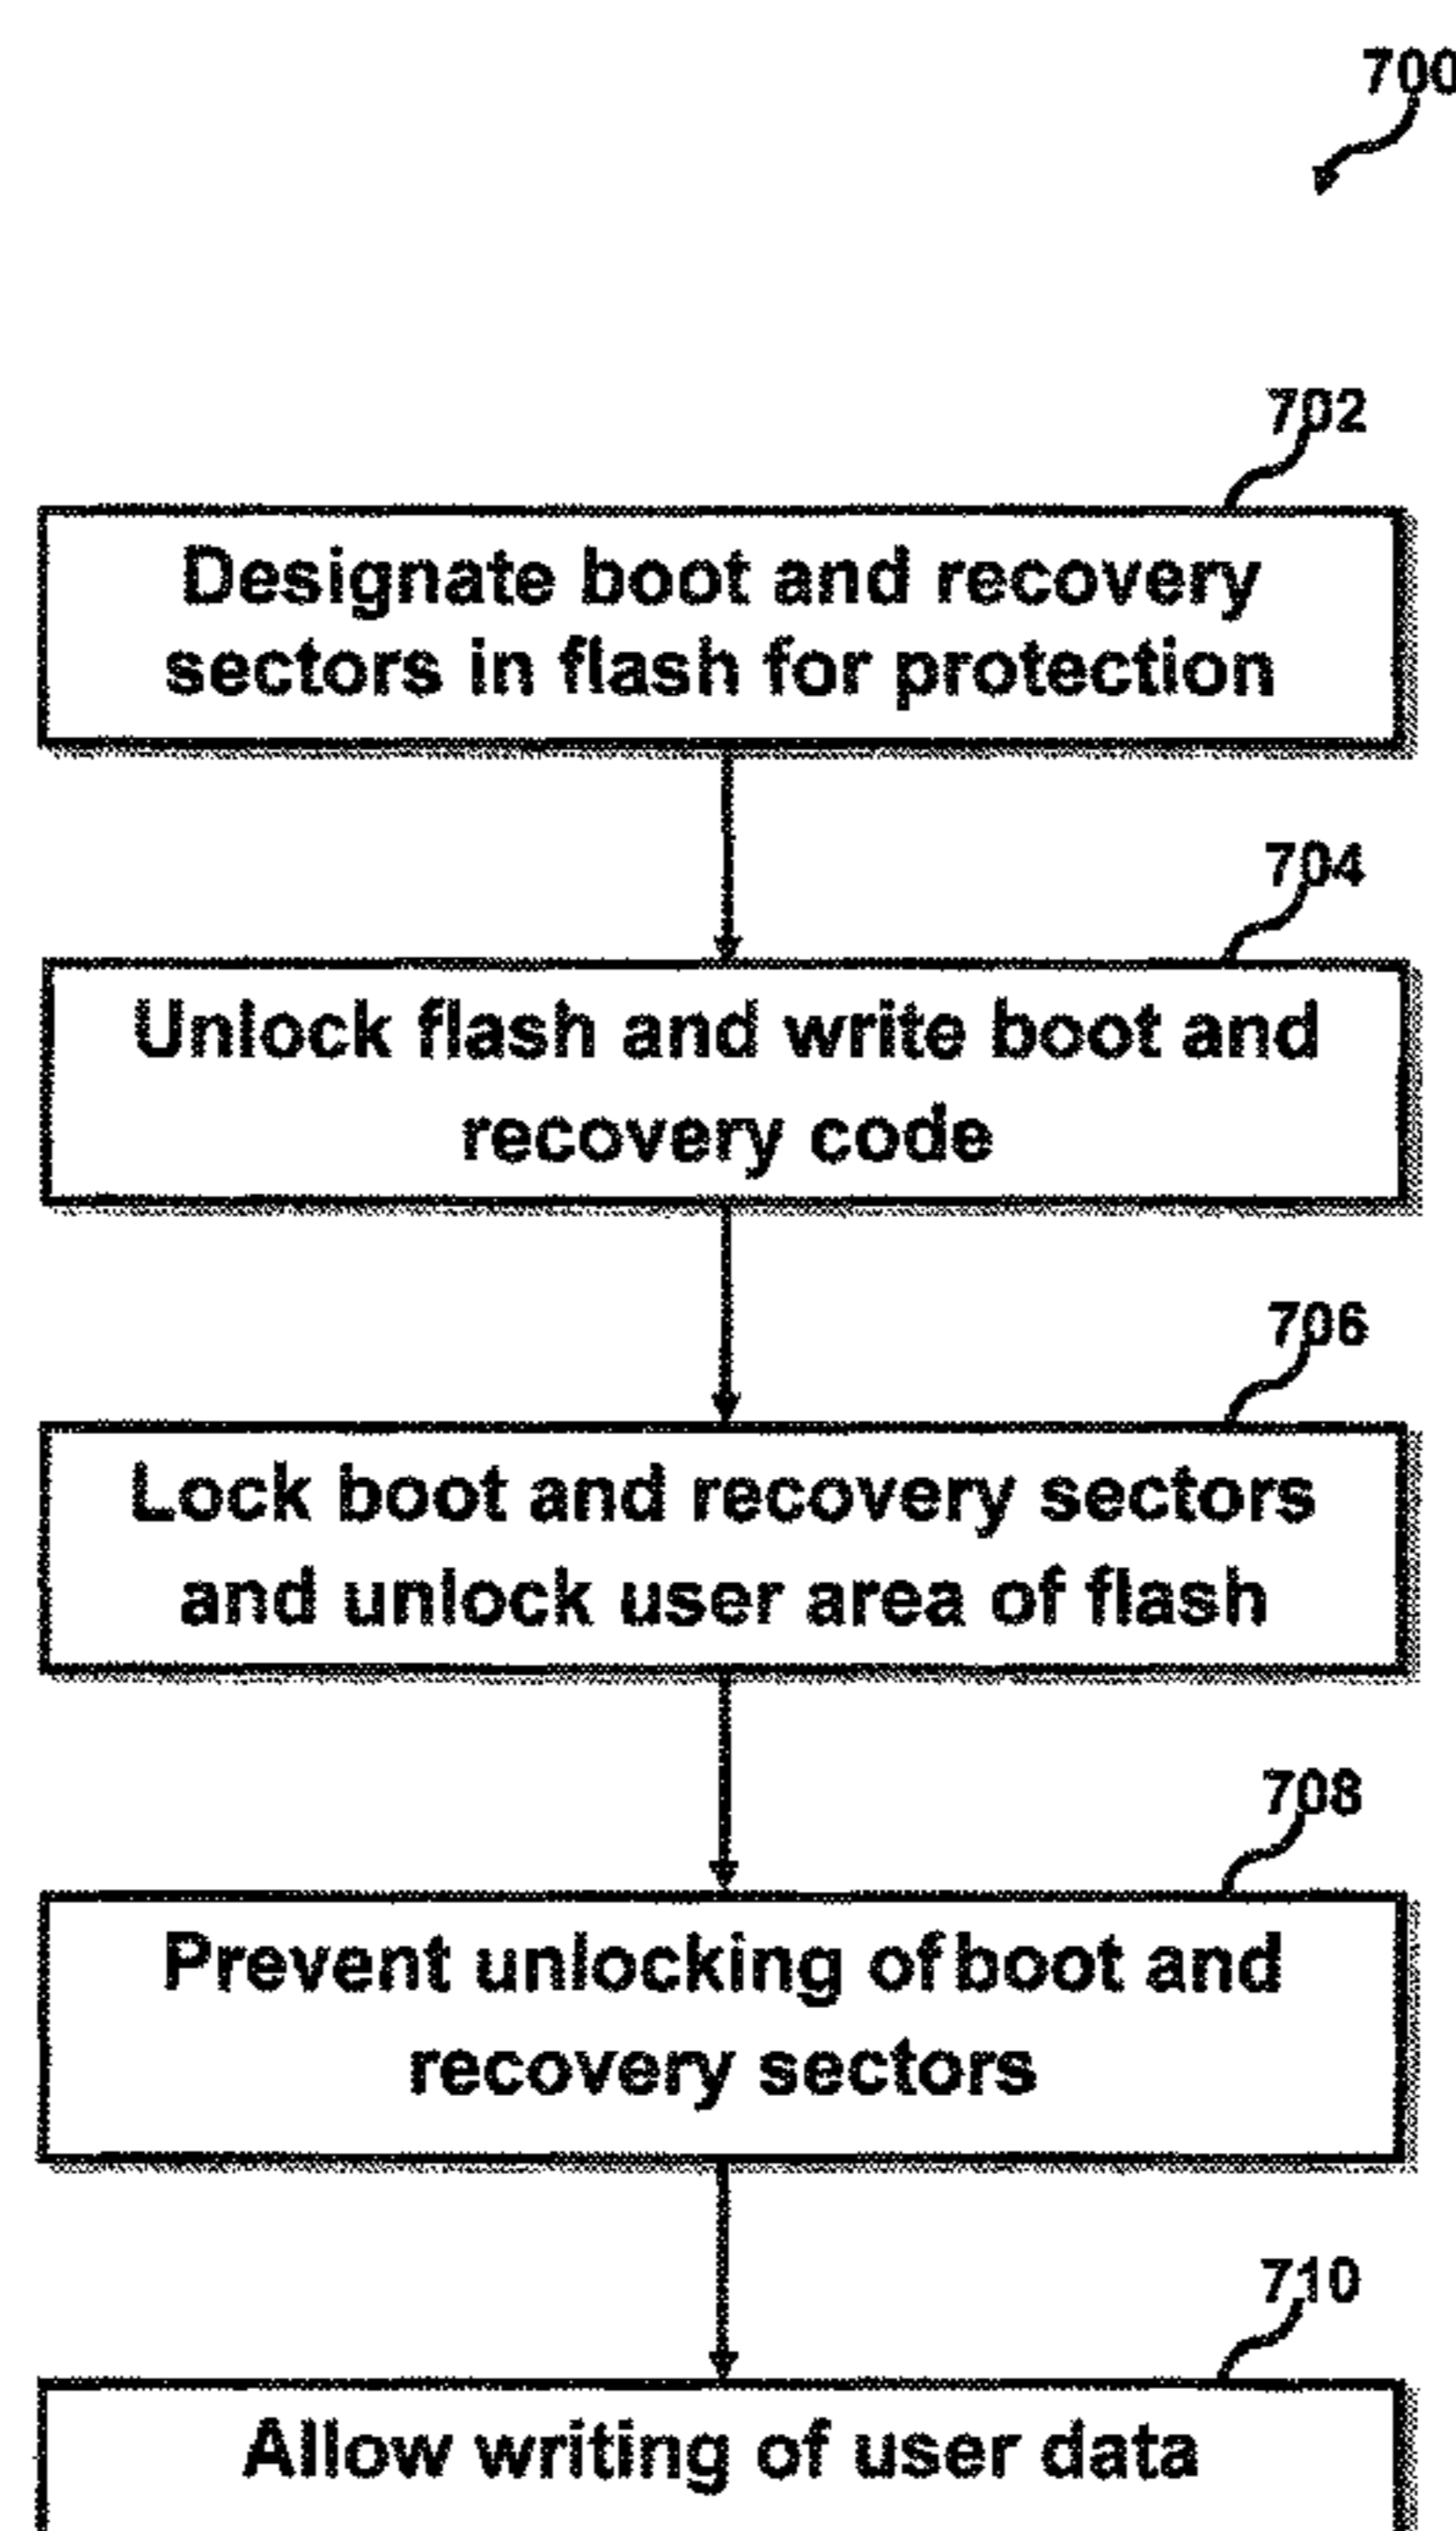 700
702
Designate boot and recovery
sectors in flash for protection
704
Unlock flash and write boot and
recovery code
706
Lock boot and recovery sectors
and unlock user area of flash
708
Prevent unlocking of boot and
recovery sectors
710
Allow writing of user data